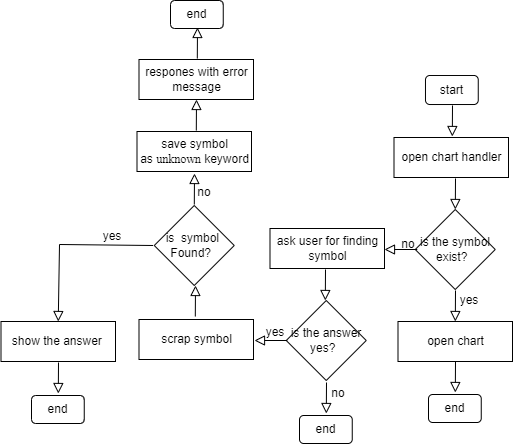 end
respones with error
message
start
save symbol
as unknown keyword
open chart handler
no
is symbol
Found?
yes
ask user for finding
symbol
no
is the symbol
exist?
yes
show the answer
scrap symbol
yes
is the answer
yes?
open chart
no
end
end
end